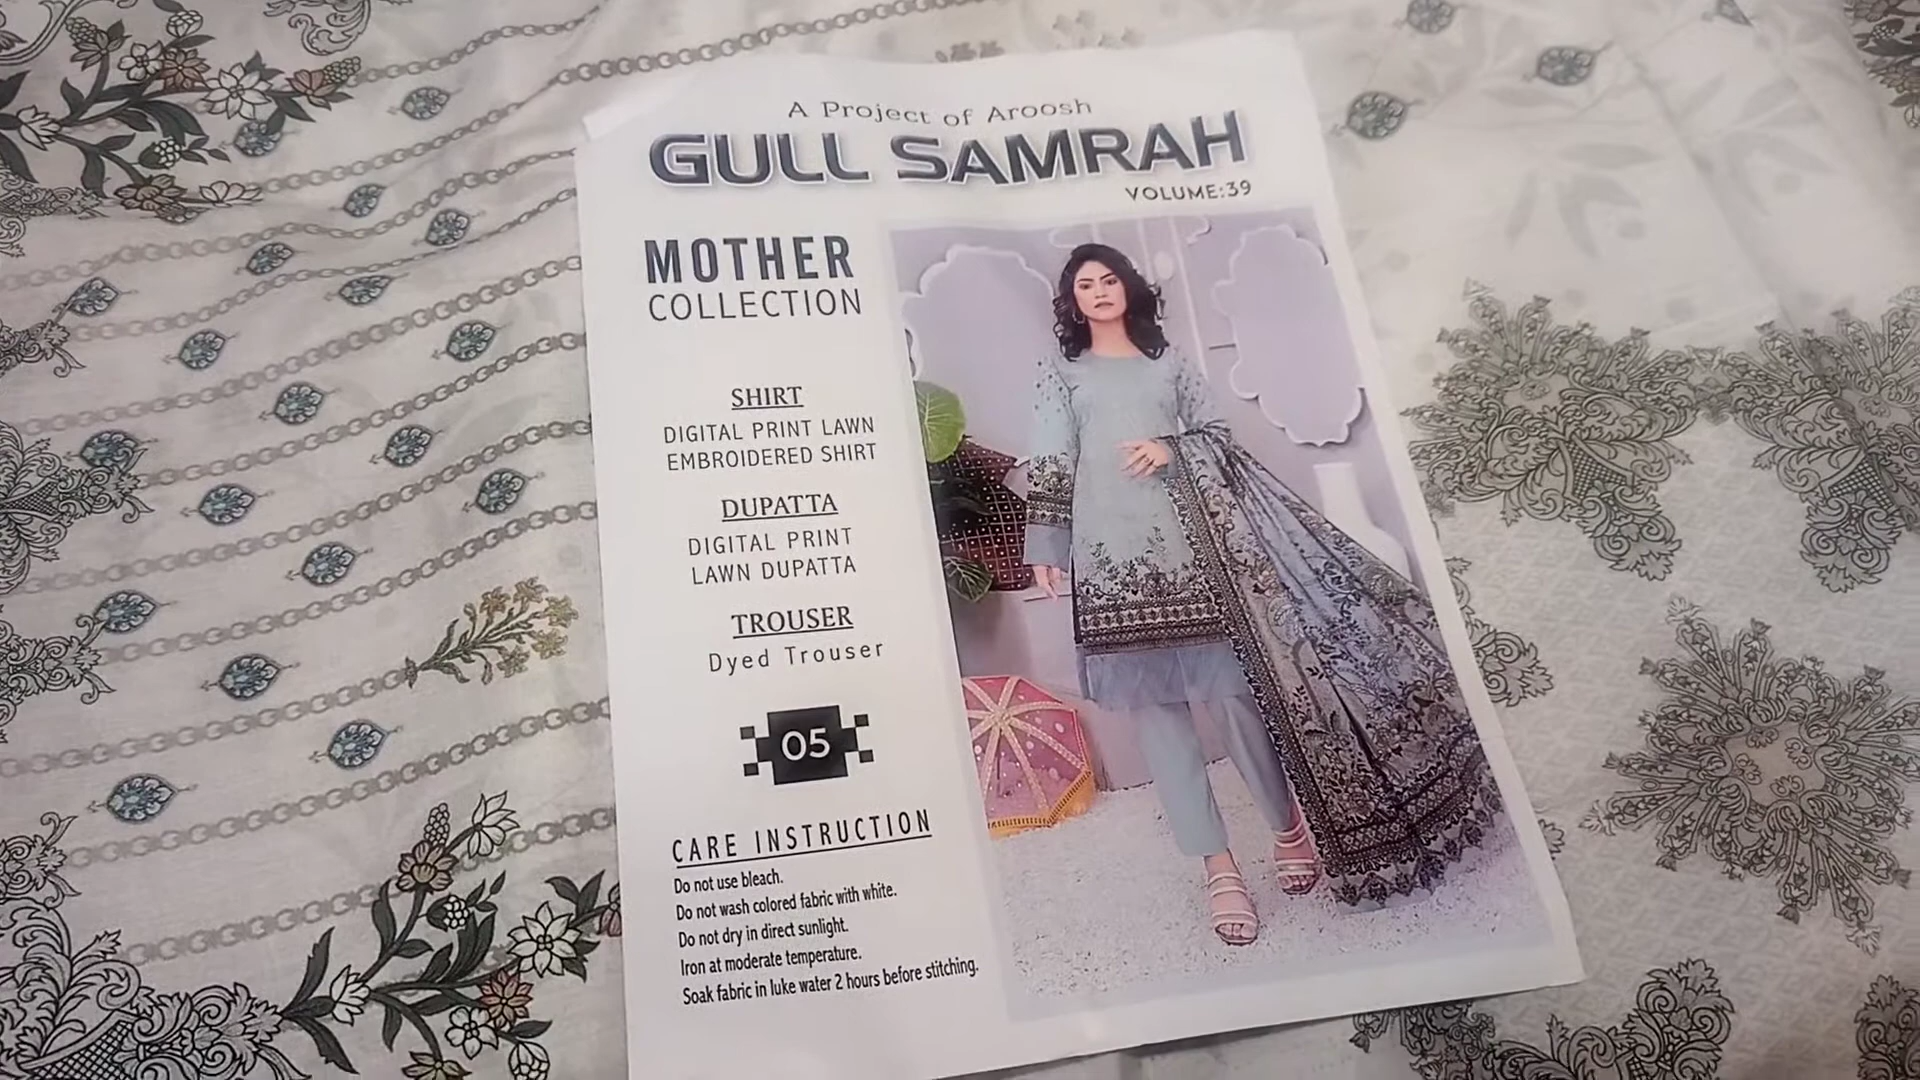 A Project of Aroosh
GULL SAMRAH
VOLUME:39
MOTHER
COLLECTION
SHIRT
DIGITAL PRINT LAWN
EMBROIDERED SHIRT
DUPATTA
DIGITAL PRINT
LAWN DUPATTA
TROUSER
Dyed Trouser
05
CARE INSTRUCTION
Do not use bleach.
Do not wash colored fabric with white.
Do not dry in direct sunlight.
Iron at moderate temperature.
Soak fabric in luke water 2 hours before stitching.